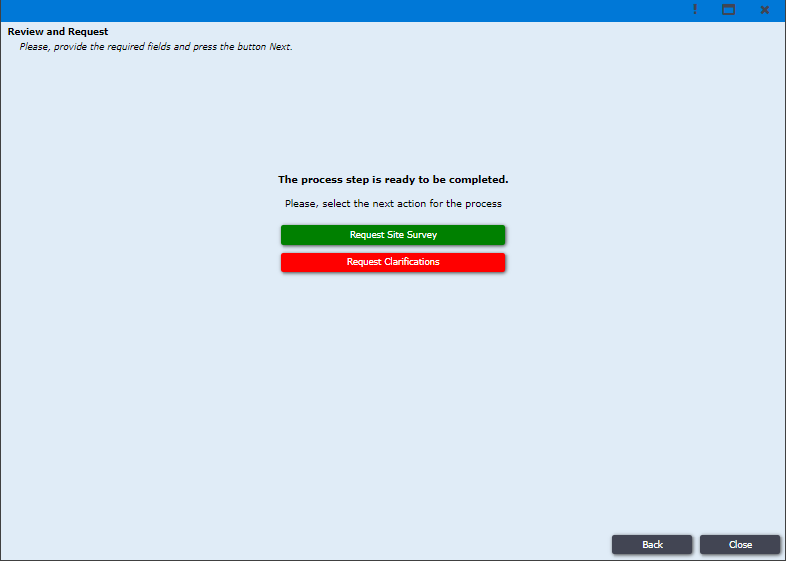 Review and Request
Please, provide the required fields and press the button Next.
The process step is ready to be completed.
Please, select the next action for the process
Request Site Survey
Request Clarifications
Back Close